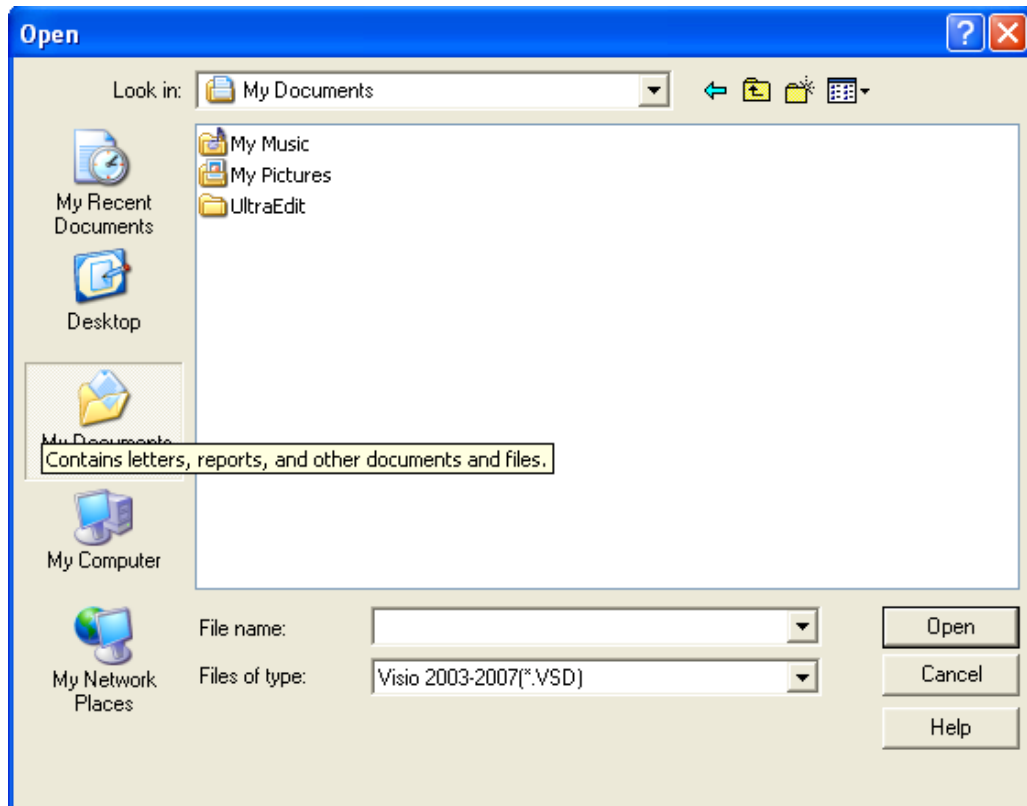 Open
Look in: My Documents
My Music
My Pictures
UltraEdit
My Recent
Documents
Desktop
My Documents
Contains letters, reports, and other documents and files.
My Computer
My Network
Places
File name:
Files of type: Visio 2003-2007(*.VSD)
Open
Cancel
Help